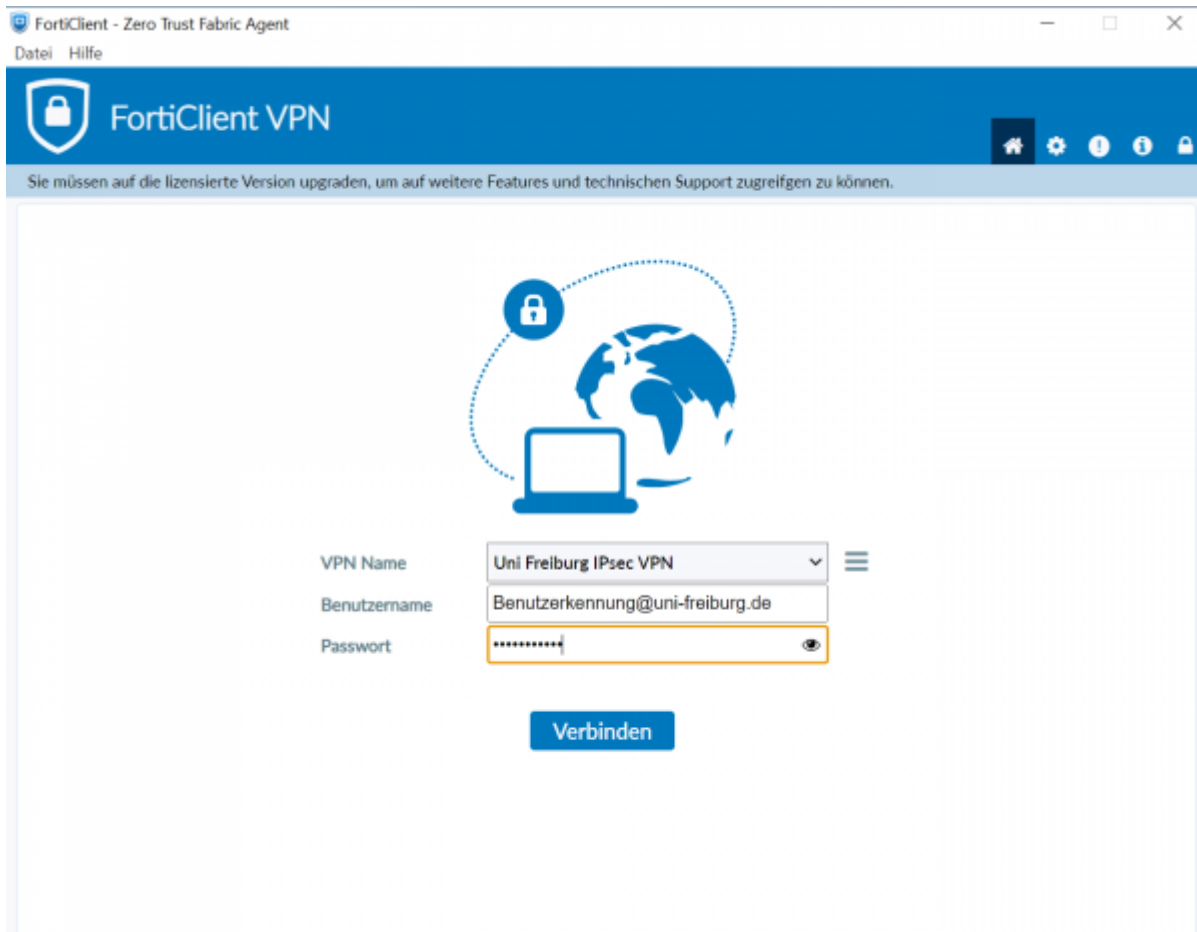 FortiClient - Zero Trust Fabric Agent
Datei Hilfe
FortiClient VPN
Sie müssen auf die lizensierte Version upgraden, um auf weitere Features und technischen Support zugreifgen zu können.
VPN Name Uni Freiburg IPsec VPN
Benutzername Benutzerkennung@uni-freiburg.de
Passwort •••••••••••
Verbinden